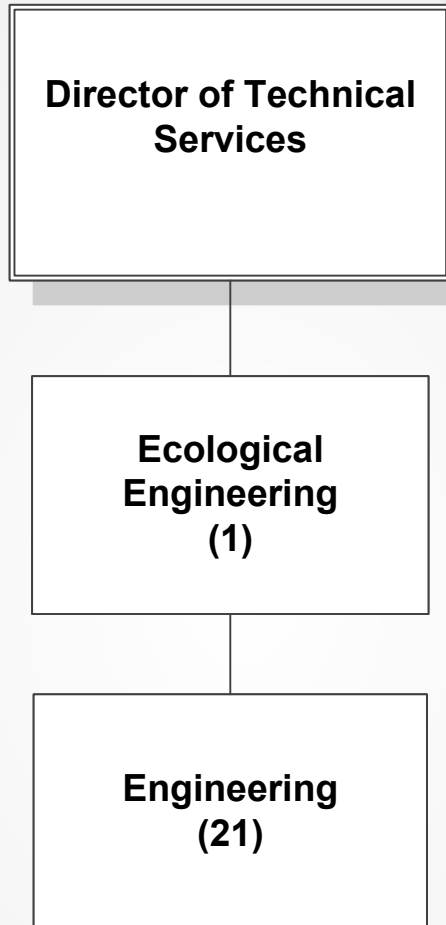 Director of Technical
Services
Ecological
Engineering
(1)
Engineering
(21)